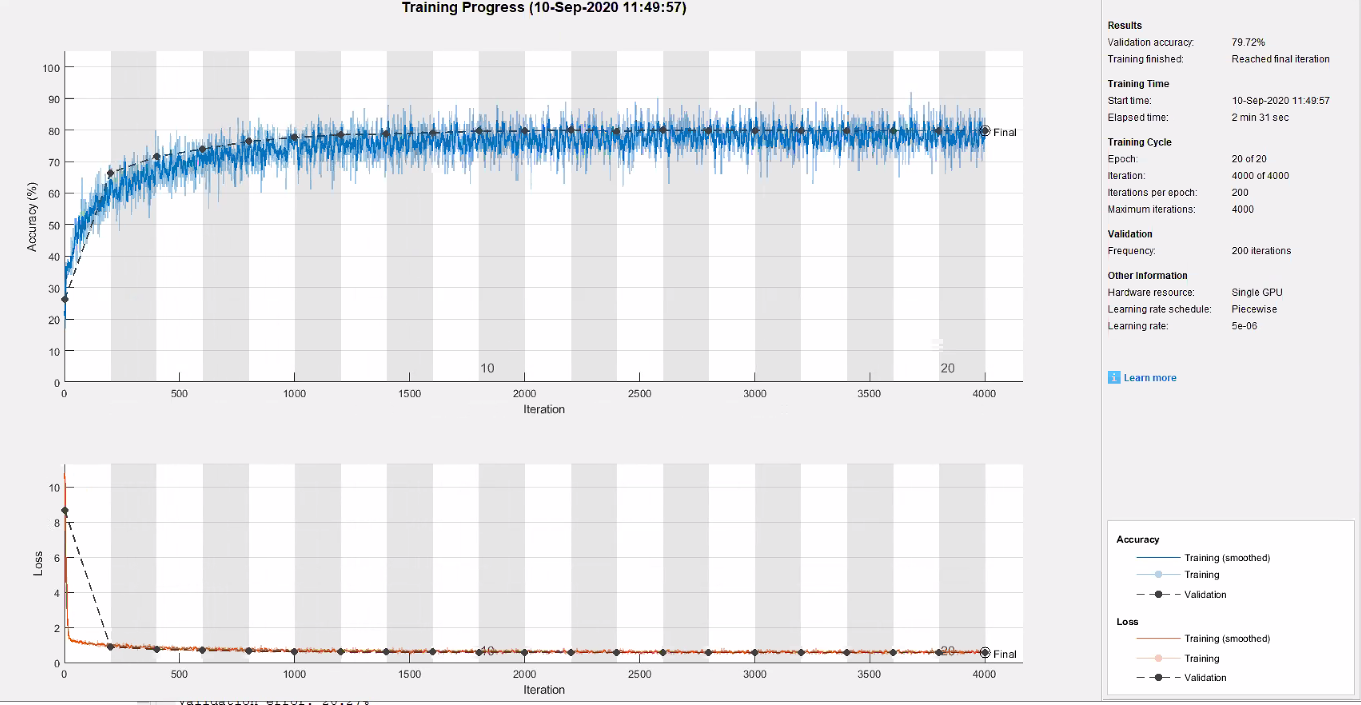 Training Progress (10-Sep-2020 11:49:57)
100
90
80
70
60
50
40
30
20
10
0
Accuracy (%)
Final
10
20
0
500
1000
1500
2000
2500
3000
3500
4000
Iteration
10
8
6
4
2
0
Loss
10
20
Final
0
500
1000
1500
2000
2500
3000
3500
4000
Iteration
Results
Validation accuracy: 79.72%
Training finished: Reached final iteration
Training Time
Start time: 10-Sep-2020 11:49:57
Elapsed time: 2 min 31 sec
Training Cycle
Epoch: 20 of 20
Iteration: 4000 of 4000
Iterations per epoch: 200
Maximum iterations: 4000
Validation
Frequency: 200 iterations
Other Information
Hardware resource: Single GPU
Learning rate schedule: Piecewise
Learning rate: 5e-06
i Learn more
Accuracy
Training (smoothed)
Training
Validation
Loss
Training (smoothed)
Training
Validation
validation error: